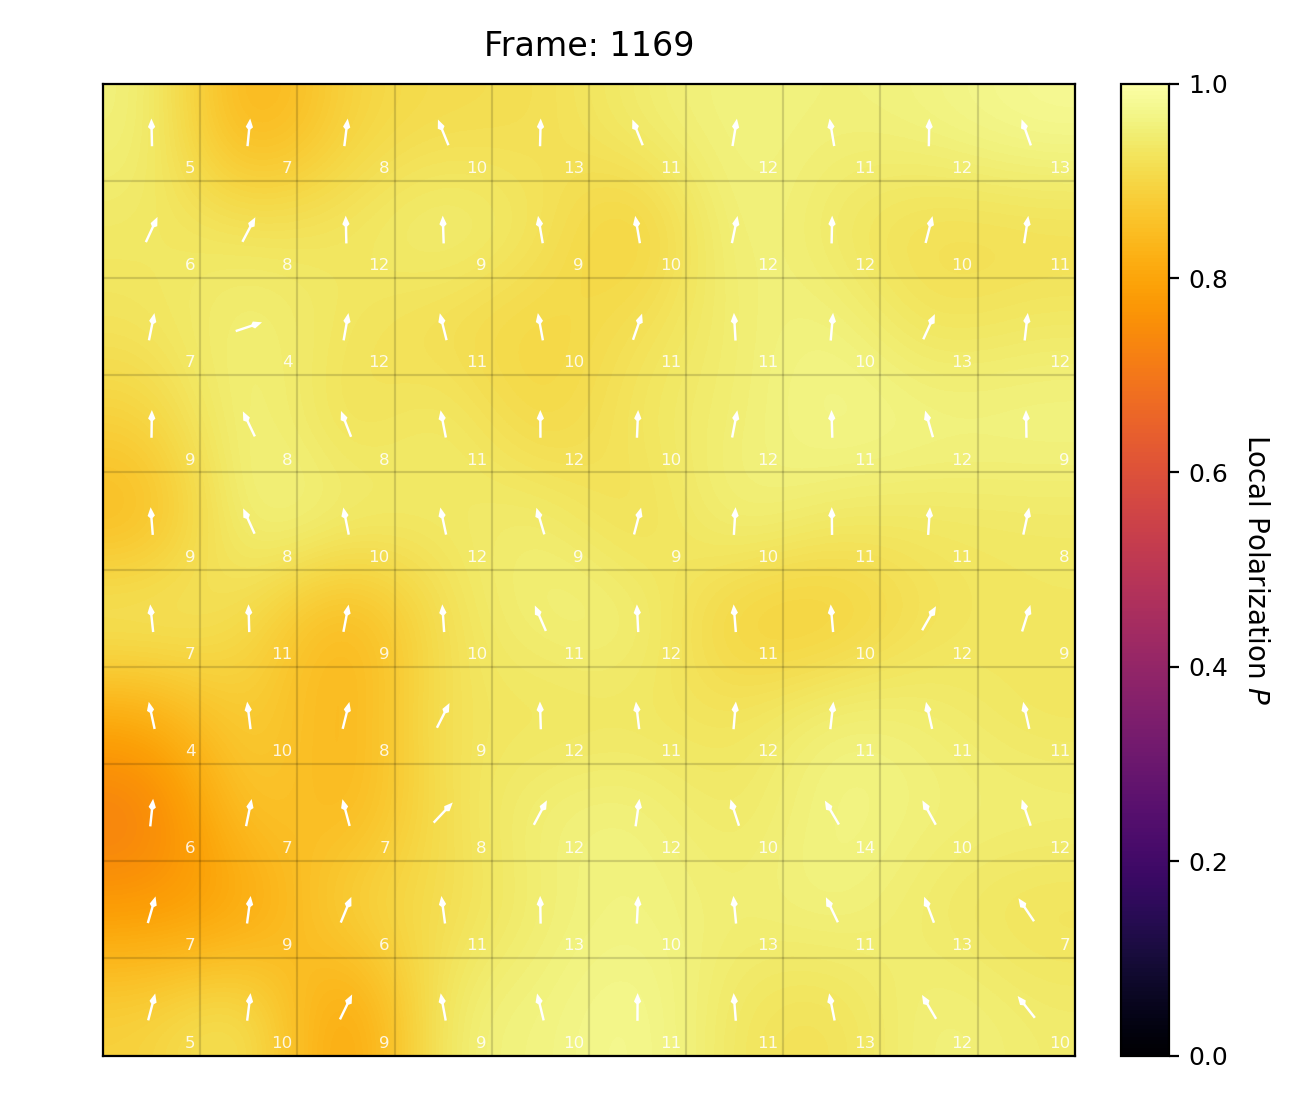 Frame: 1169
5 7 8 10 13 11 12 11 12 13
6 8 12 9 9 10 12 12 10 11
7 4 12 11 10 11 11 10 13 12
9 8 8 11 12 10 12 11 12 9
9 8 10 12 9 9 10 11 11 8
7 11 9 10 11 12 11 10 12 9
4 10 8 9 12 11 12 11 11 11
6 7 7 8 12 12 10 14 10 12
7 9 6 11 13 10 13 11 13 7
5 10 9 9 10 11 11 13 12 10
1.0
0.8
0.6
0.4
0.2
0.0
Local Polarization P